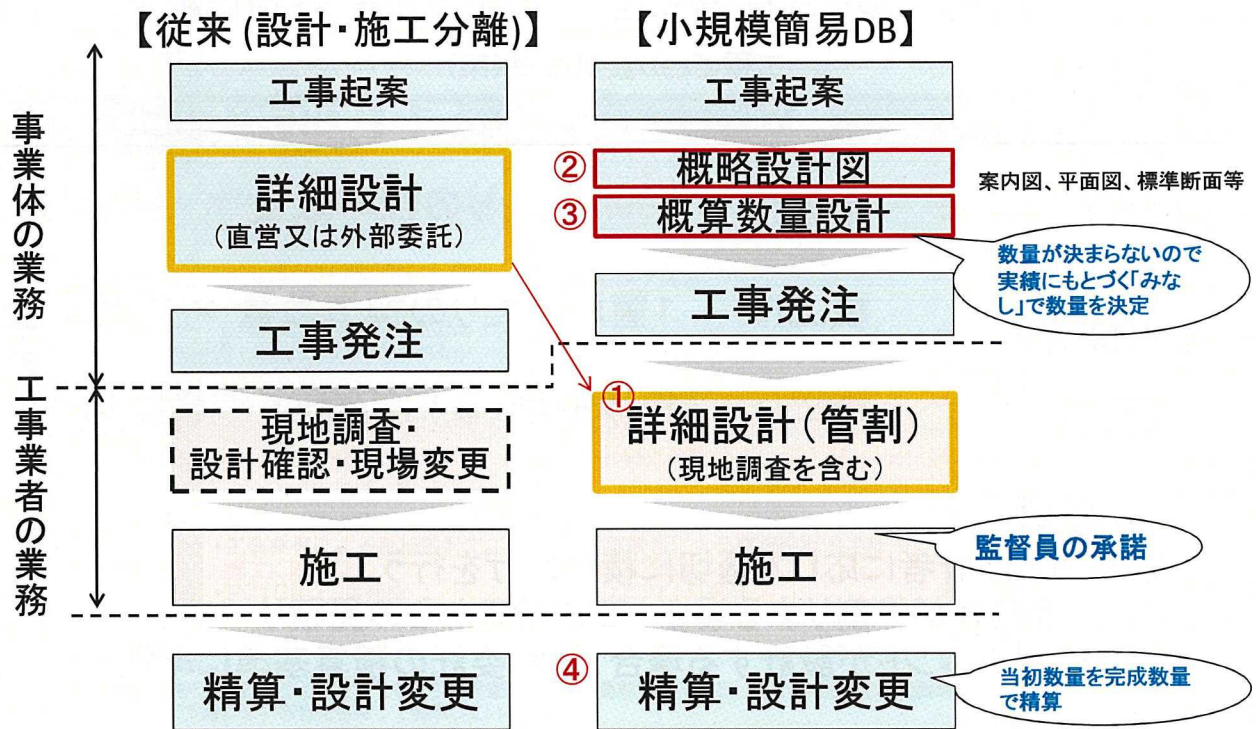 【従来(設計・施工分離)】
【小規模簡易DB】
事業体の業務
工事業者の業務
工事起案
詳細設計
(直営又は外部委託)
工事発注
現地調査・
設計確認・現場変更
施工
精算・設計変更
工事起案
②
概略設計図
案内図、平面図、標準断面等
③
概算数量設計
数量が決まらないので
実績にもとづく「みな
し」で数量を決定
工事発注
①
詳細設計(管割)
(現地調査を含む)
施工
監督員の承諾
④
精算・設計変更
当初数量を完成数量
で精算